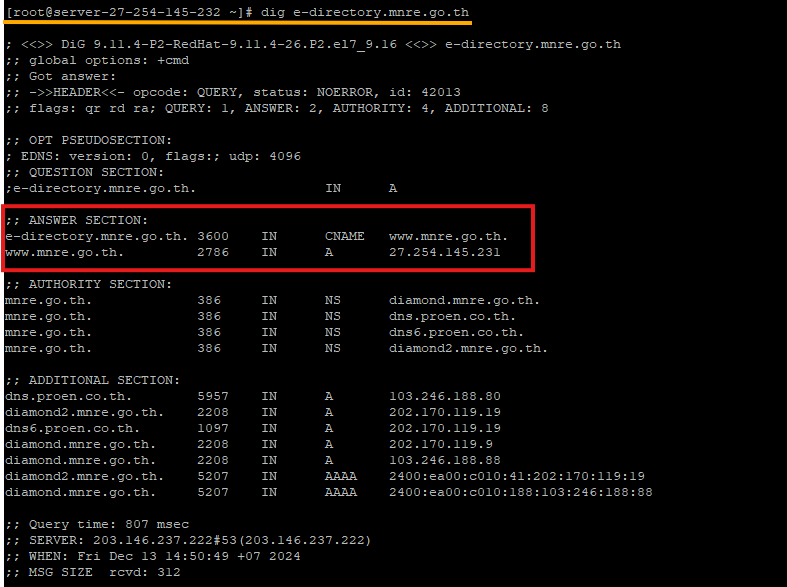 [root@server-27-254-145-232 ~]# dig e-directory.mnre.go.th
; <<>> DiG 9.11.4-P2-RedHat-9.11.4-26.P2.el7_9.16 <<>> e-directory.mnre.go.th
;; global options: +cmd
;; Got answer:
;; ->>HEADER<<- opcode: QUERY, status: NOERROR, id: 42013
;; flags: qr rd ra; QUERY: 1, ANSWER: 2, AUTHORITY: 4, ADDITIONAL: 8
;; OPT PSEUDOSECTION:
; EDNS: version: 0, flags:; udp: 4096
;; QUESTION SECTION:
;e-directory.mnre.go.th. IN A
;; ANSWER SECTION:
e-directory.mnre.go.th. 3600 IN CNAME www.mnre.go.th.
www.mnre.go.th. 2786 IN A 27.254.145.231
;; AUTHORITY SECTION:
mnre.go.th. 386 IN NS diamond.mnre.go.th.
mnre.go.th. 386 IN NS dns.proen.co.th.
mnre.go.th. 386 IN NS dns6.proen.co.th.
mnre.go.th. 386 IN NS diamond2.mnre.go.th.
;; ADDITIONAL SECTION:
dns.proen.co.th. 5957 IN A 103.246.188.80
diamond2.mnre.go.th. 2208 IN A 202.170.119.19
dns6.proen.co.th. 1097 IN A 202.170.119.19
diamond.mnre.go.th. 2208 IN A 202.170.119.9
diamond.mnre.go.th. 2208 IN A 103.246.188.88
diamond2.mnre.go.th. 5207 IN AAAA 2400:ea00:c010:41:202:170:119:19
diamond.mnre.go.th. 5207 IN AAAA 2400:ea00:c010:188:103:246:188:88
;; Query time: 807 msec
;; SERVER: 203.146.237.222#53(203.146.237.222)
;; WHEN: Fri Dec 13 14:50:49 +07 2024
;; MSG SIZE rcvd: 312